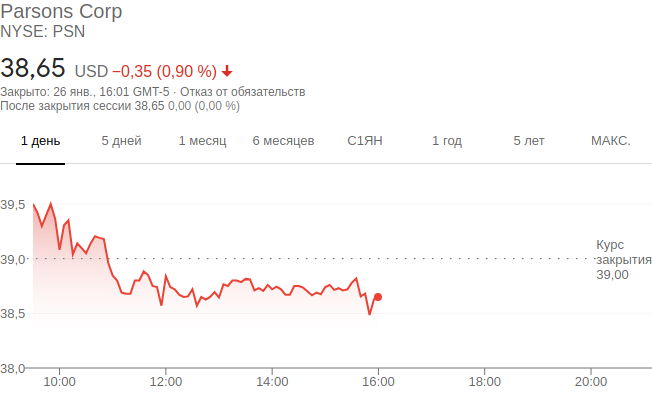 Parsons Corp
NYSE: PSN
38,65 USD −0,35 (0,90 %)
Закрыто: 26 янв., 16:01 GMT-5 · Отказ от обязательств
После закрытия сессии 38,65 0,00 (0,00 %)
1 день 5 дней 1 месяц 6 месяцев С1ЯН 1 год 5 лет МАКС.
39,5
Курс
39,0 закрытия
39,00
38,5
38,0
10:00 12:00 14:00 16:00 18:00 20:00